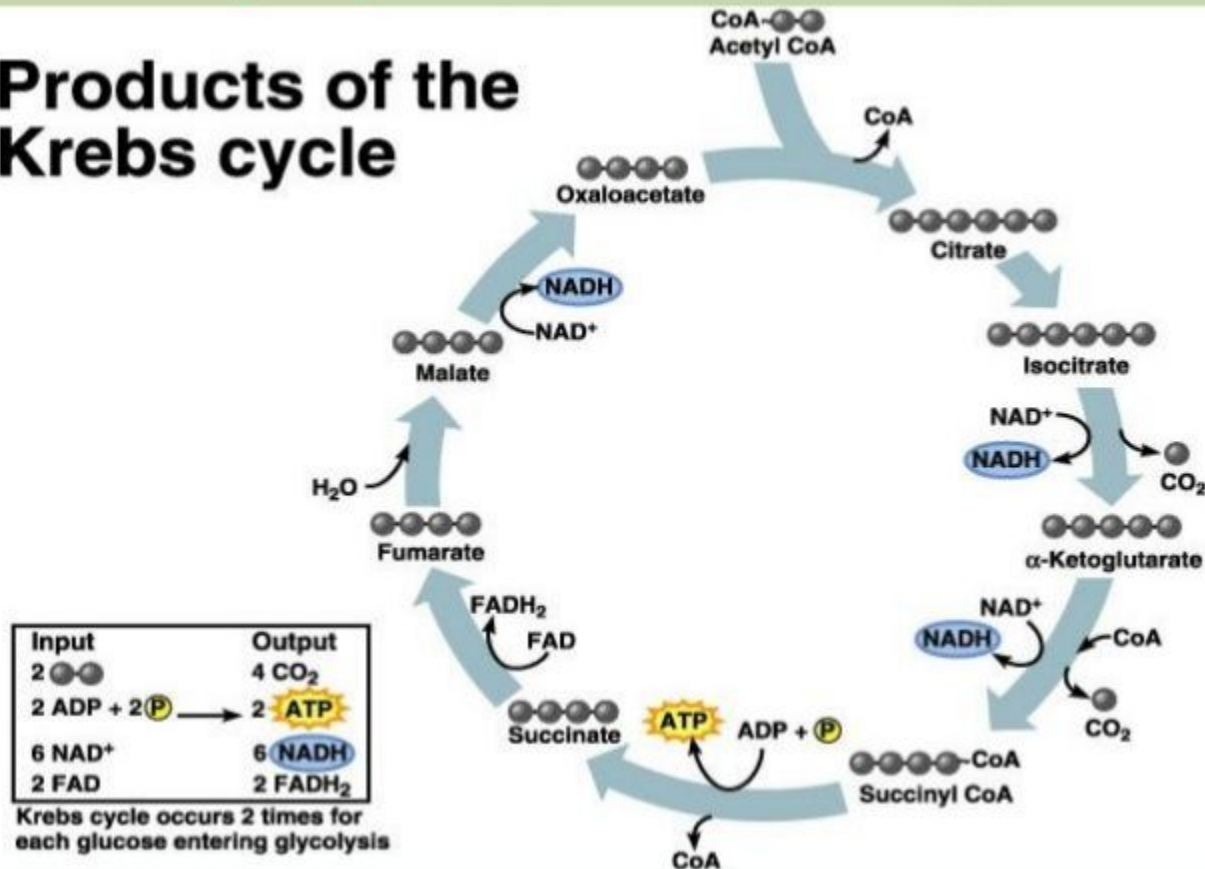 Products of the
Krebs cycle
CoA-
Acetyl CoA
CoA
Oxaloacetate
Citrate
NADH
NAD⁺
Malate
Isocitrate
NAD⁺
NADH
CO₂
H₂O
Fumarate
α-Ketoglutarate
FADH₂
FAD
NAD⁺
NADH
CoA
CO₂
Succinate
ATP
ADP + P
-CoA
Succinyl CoA
CoA
Input Output
2 4 CO₂
2 ADP + 2 P 2 ATP
6 NAD⁺ 6 NADH
2 FAD 2 FADH₂
Krebs cycle occurs 2 times for
each glucose entering glycolysis